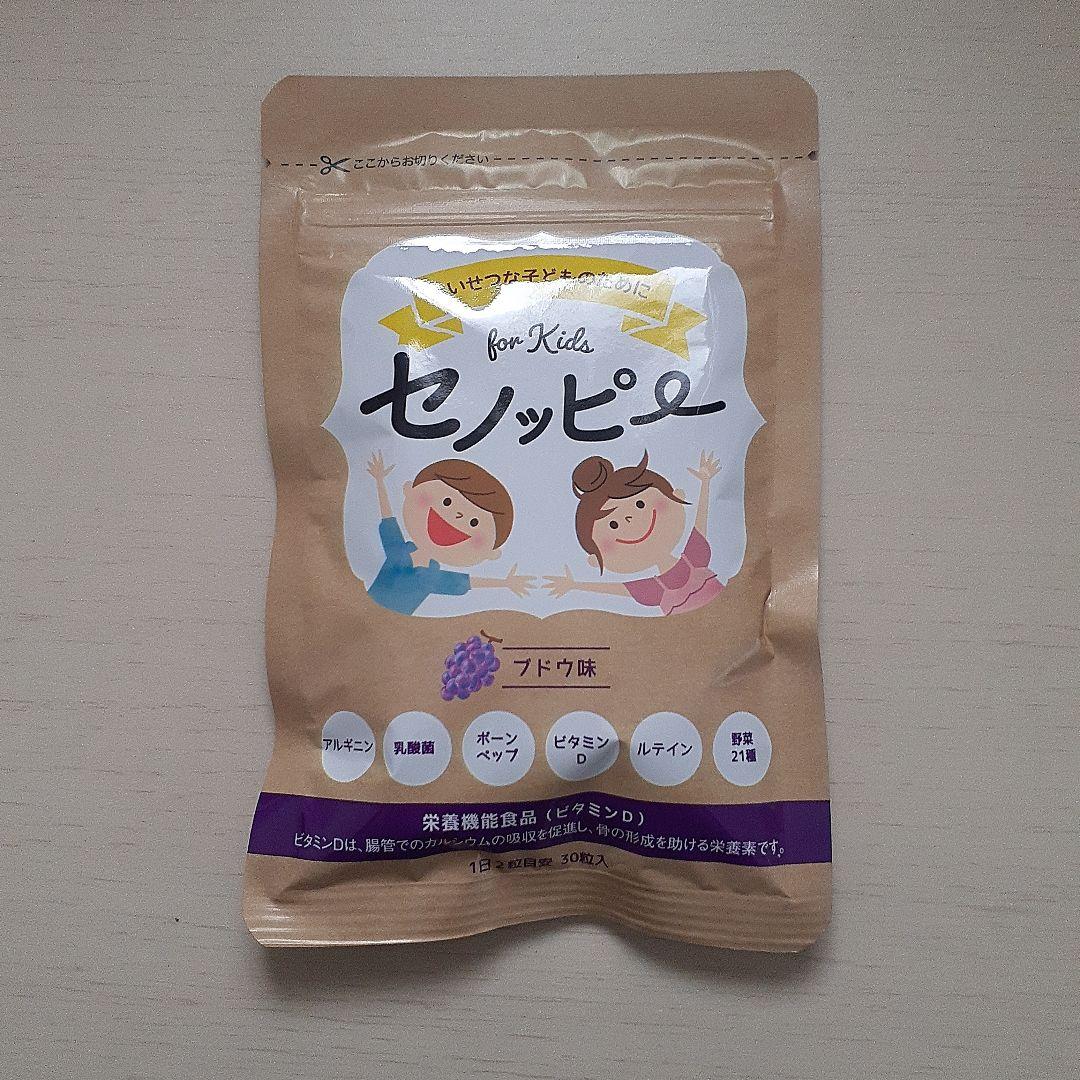 ここからお切りください
いせつな子どものために
for Kids
セノッピー
ブドウ味
アルギニン
乳酸菌
ボーン
ペップ
ビタミン
D
ルテイン
野菜
21種
栄養機能食品（ビタミンD）
ビタミンDは、腸管でのカルシウムの吸収を促進し、骨の形成を助ける栄養素です。
1日2粒目安 30粒入